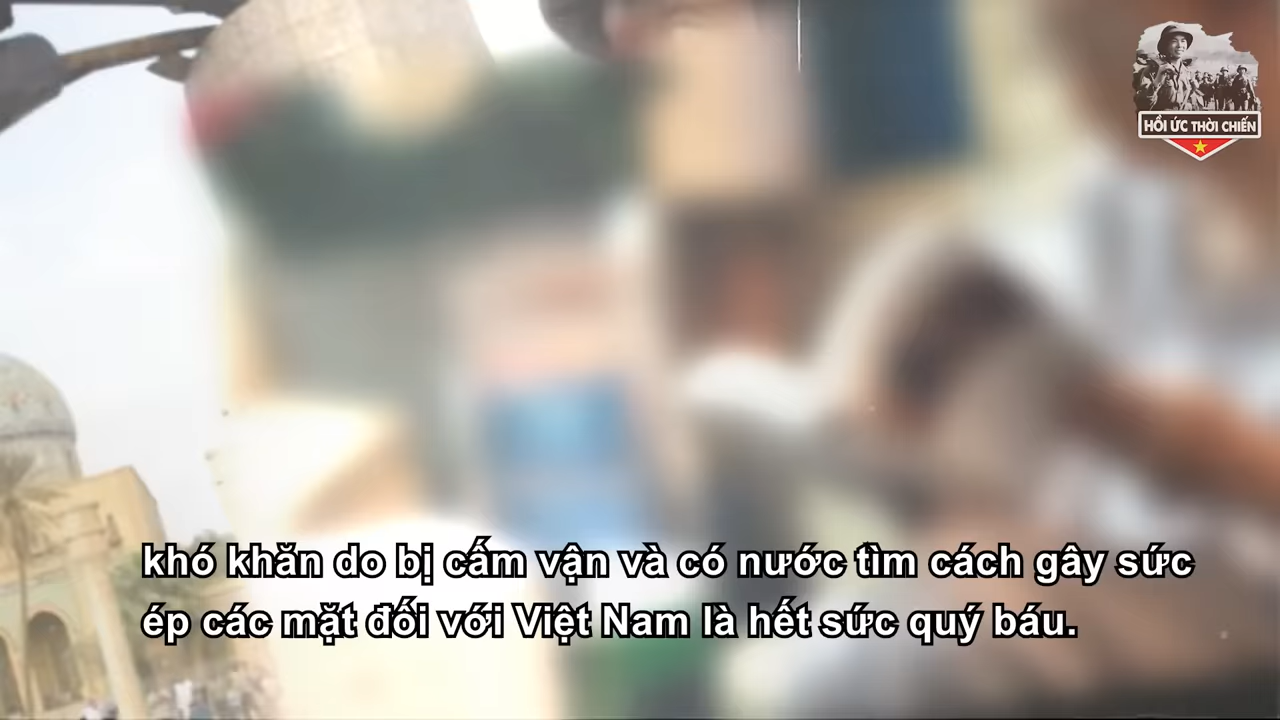 HỒI ỨC THỜI CHIẾN
khó khăn do bị cấm vận và có nước tìm cách gây sức
ép các mặt đối với Việt Nam là hết sức quý báu.